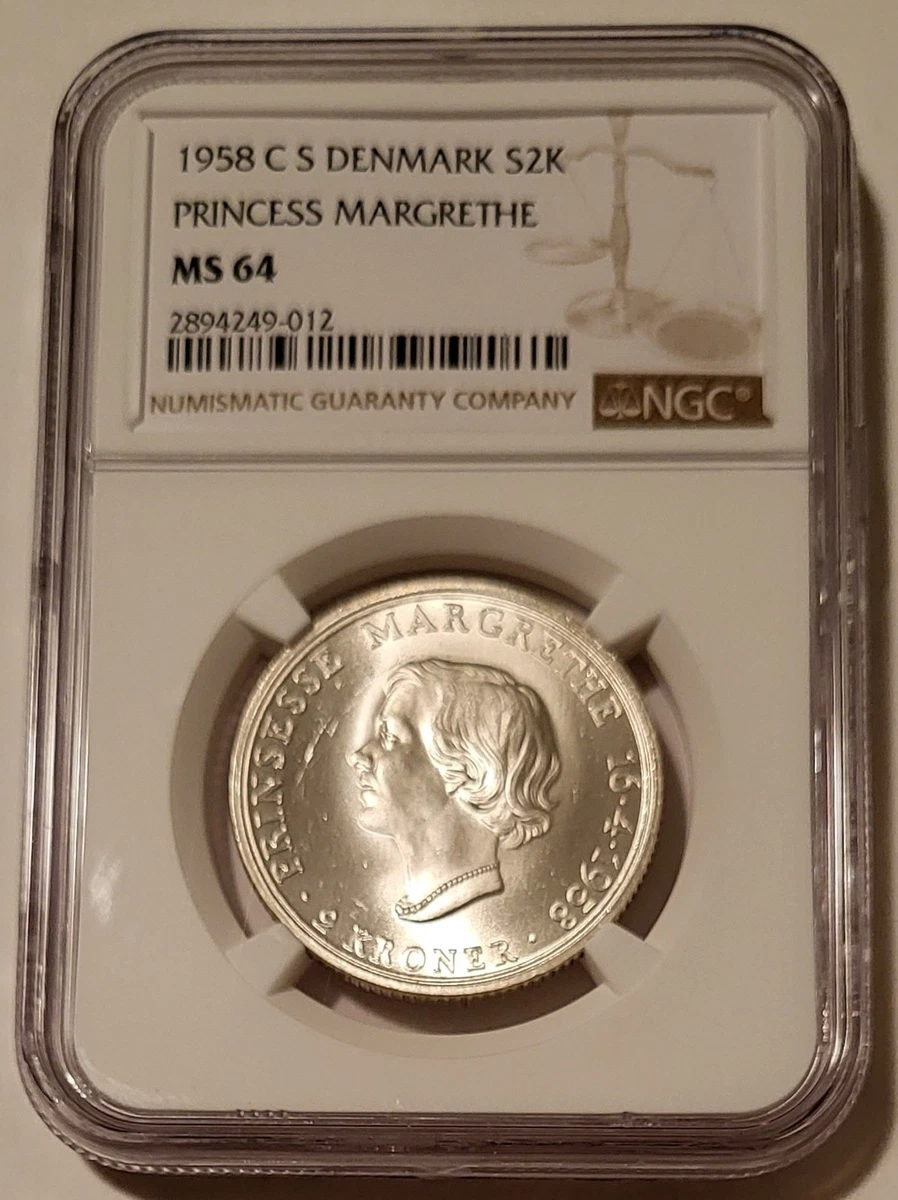 1958 C S DENMARK S2K
PRINCESS MARGRETHE
MS 64
2894249-012
NUMISMATIC GUARANTY COMPANY
NGC®
· PRINSESSE MARGRETHE 16·4·1958 ·
2 KRONER